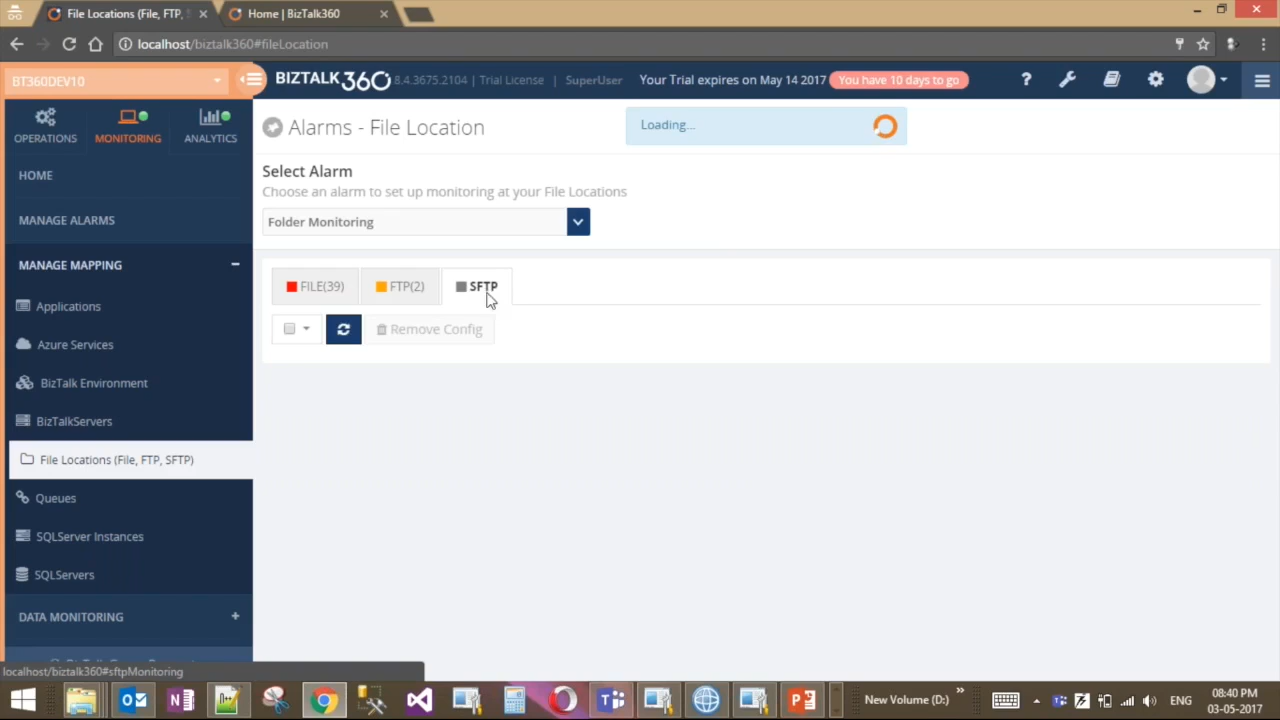 File Locations (File, FTP, S
Home | BizTalk360
localhost/biztalk360#fileLocation
BT360DEV10
BIZTALK360
8.4.3675.2104 | Trial License | SuperUser
Your Trial expires on May 14 2017
You have 10 days to go
OPERATIONS
MONITORING
ANALYTICS
Alarms - File Location
Loading...
HOME
Select Alarm
Choose an alarm to set up monitoring at your File Locations
MANAGE ALARMS
Folder Monitoring
MANAGE MAPPING
FILE(39)
FTP(2)
SFTP
Applications
Remove Config
Azure Services
BizTalk Environment
BizTalkServers
File Locations (File, FTP, SFTP)
Queues
SQLServer Instances
SQLServers
DATA MONITORING
localhost/biztalk360#sftpMonitoring
New Volume (D:)
ENG
08:40 PM
03-05-2017